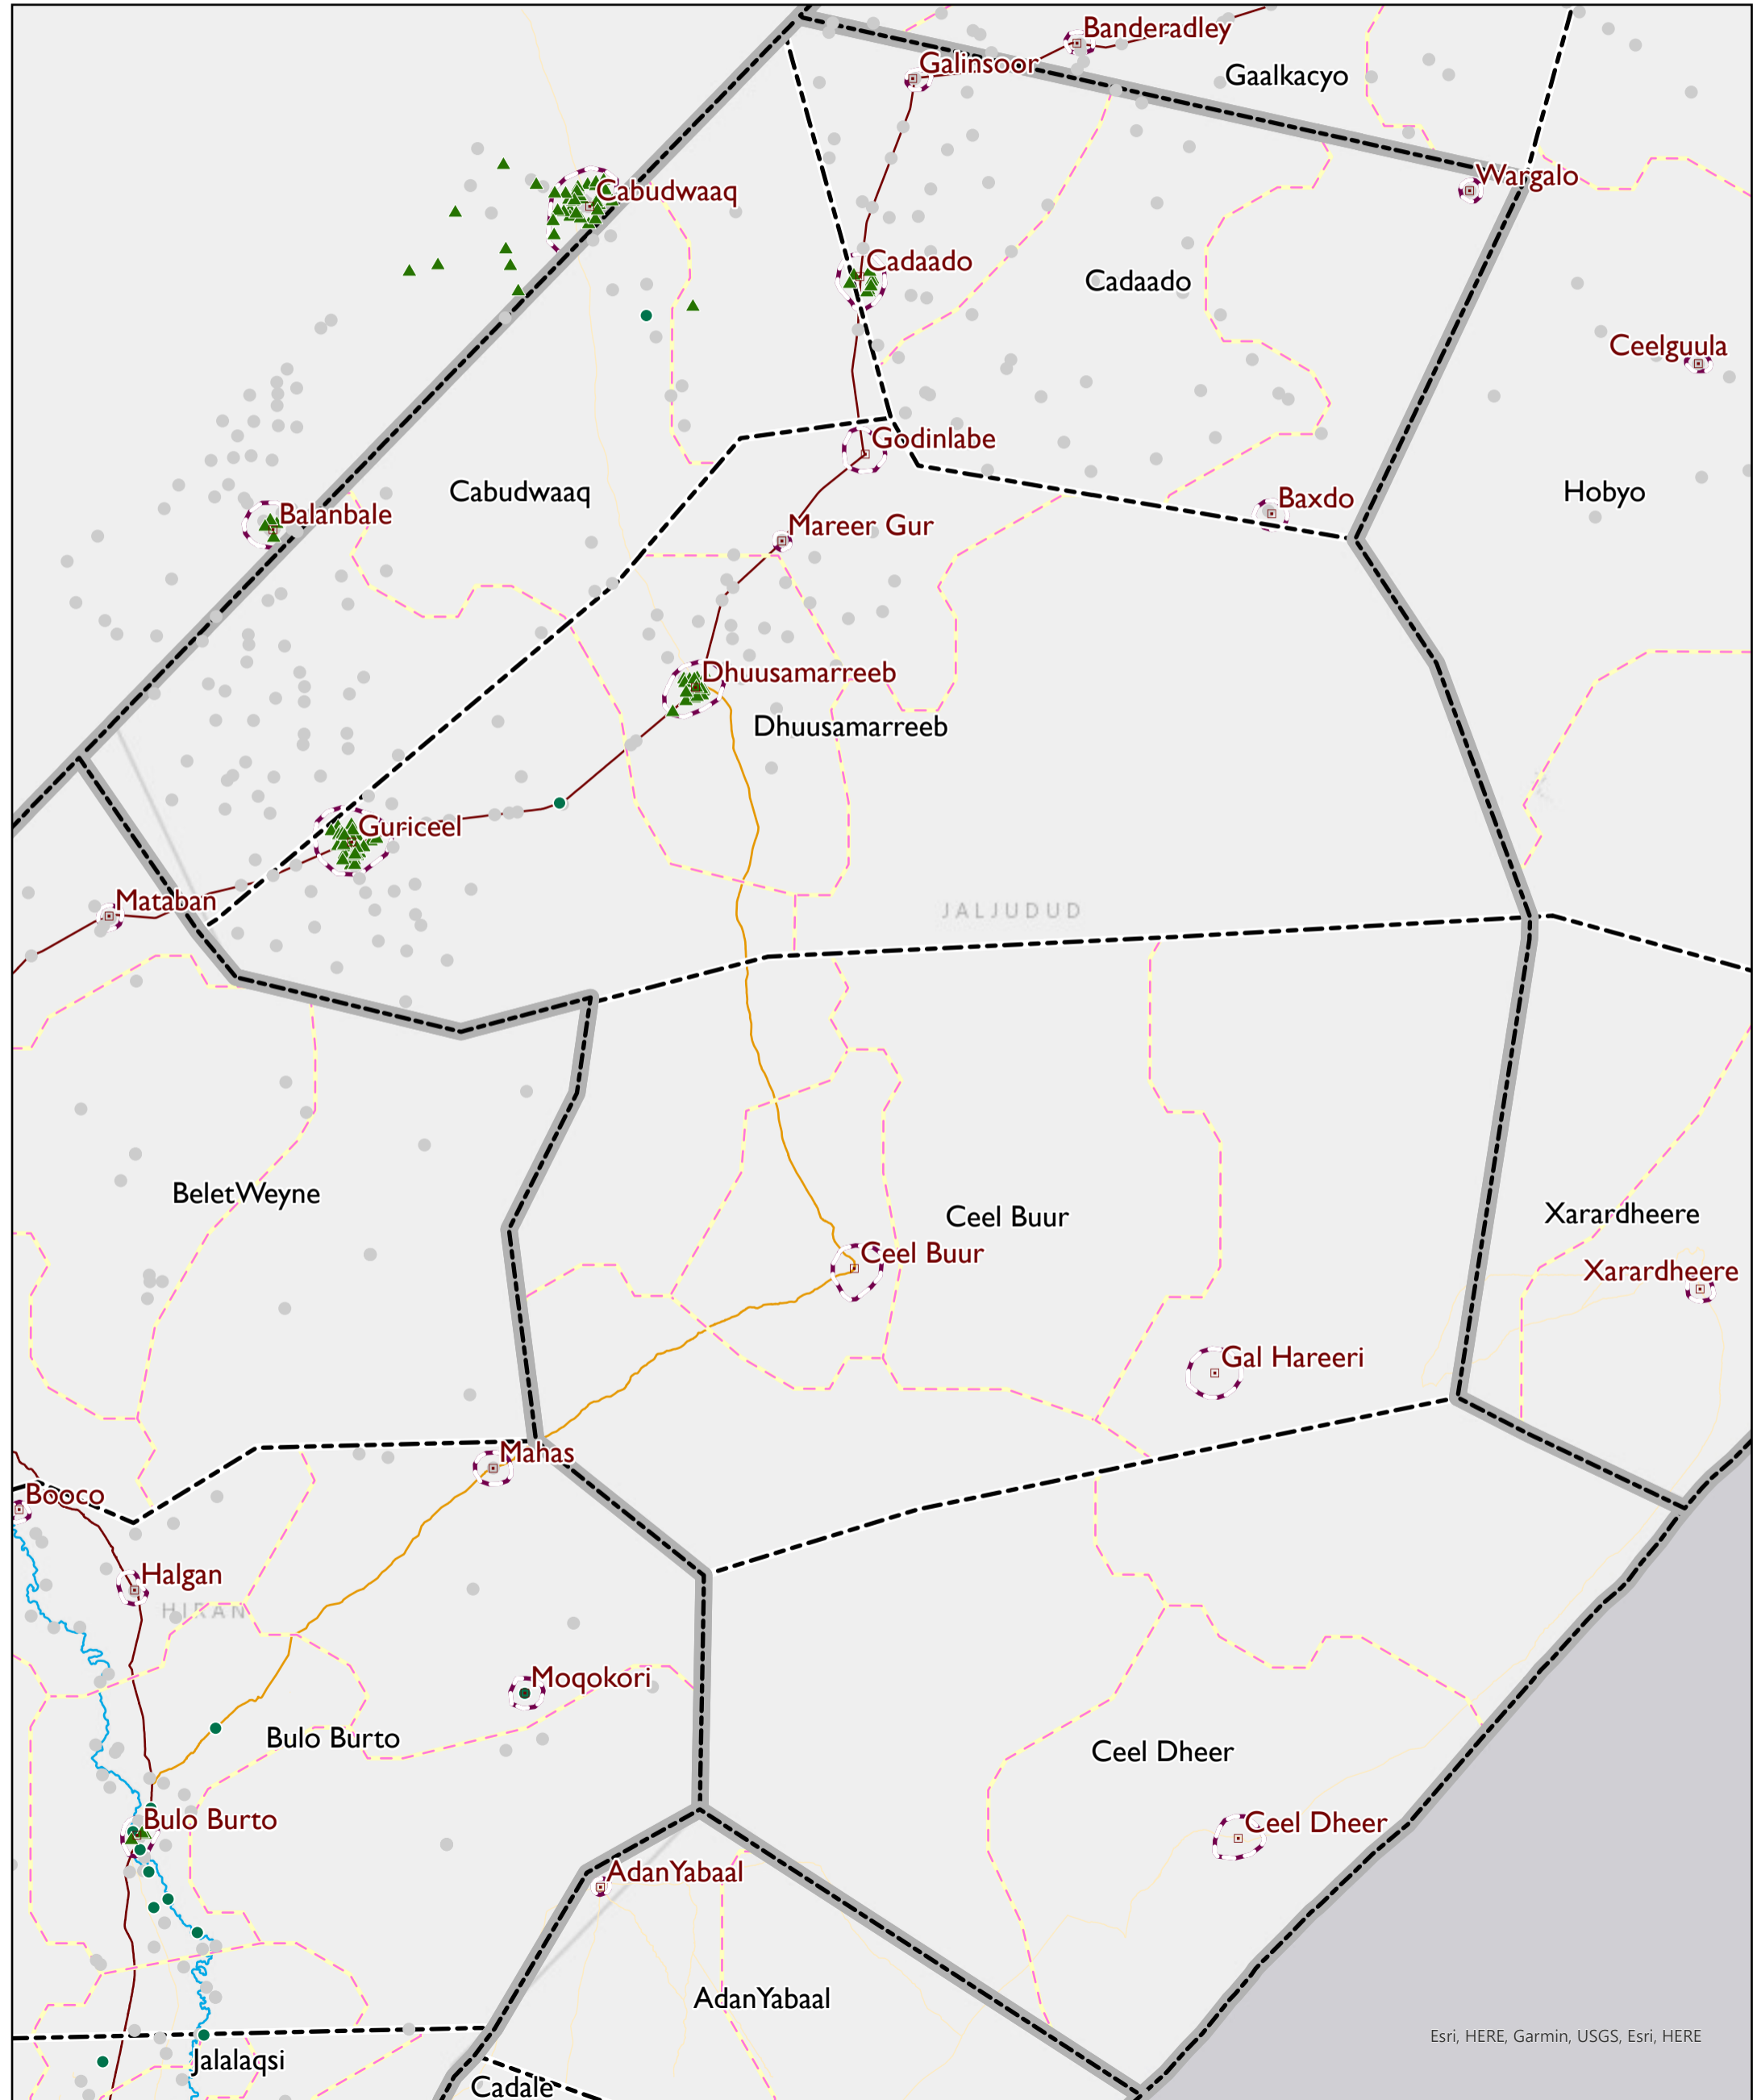 Banderadley
Galinsoor
Gaalkacyo
Wargalo
Cabudwaaq
Cadaado
Cadaado
Ceelguula
Godinlabe
Cabudwaaq
Hobyo
Baxdo
Balanbale
Mareer Gur
Dhuusamarreeb
Dhuusamarreeb
Guriceel
Mataban
JALJUDUD
BeletWeyne
Ceel Buur
Xarardheere
Ceel Buur
Xarardheere
Gal Hareeri
Mahas
Booco
Halgan
HIRAN
Moqokori
Bulo Burto
Ceel Dheer
Bulo Burto
Ceel Dheer
AdanYabaal
AdanYabaal
Esri, HERE, Garmin, USGS, Esri, HERE
Jalalaqsi
Cadale